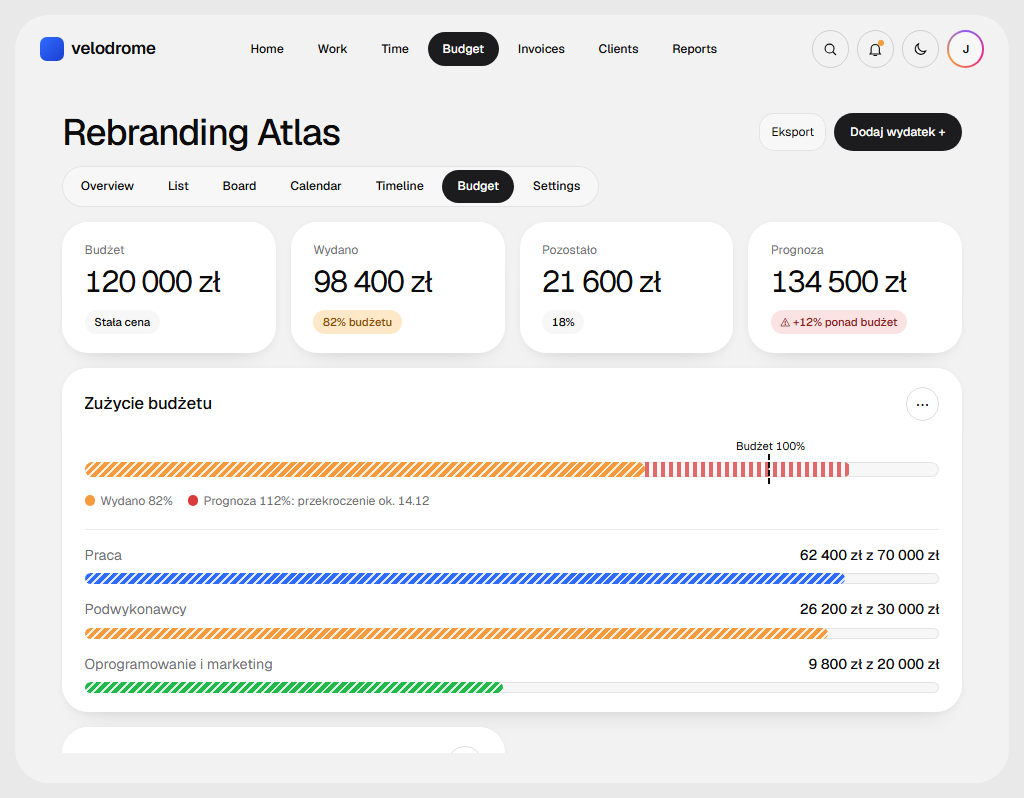 velodrome
Home Work Time Budget Invoices Clients Reports
J
Rebranding Atlas
Eksport
Dodaj wydatek +
Overview List Board Calendar Timeline Budget Settings
Budżet
120 000 zł
Stała cena
Wydano
98 400 zł
82% budżetu
Pozostało
21 600 zł
18%
Prognoza
134 500 zł
+12% ponad budżet
Zużycie budżetu
Budżet 100%
Wydano 82%
Prognoza 112%: przekroczenie ok. 14.12
Praca
62 400 zł z 70 000 zł
Podwykonawcy
26 200 zł z 30 000 zł
Oprogramowanie i marketing
9 800 zł z 20 000 zł